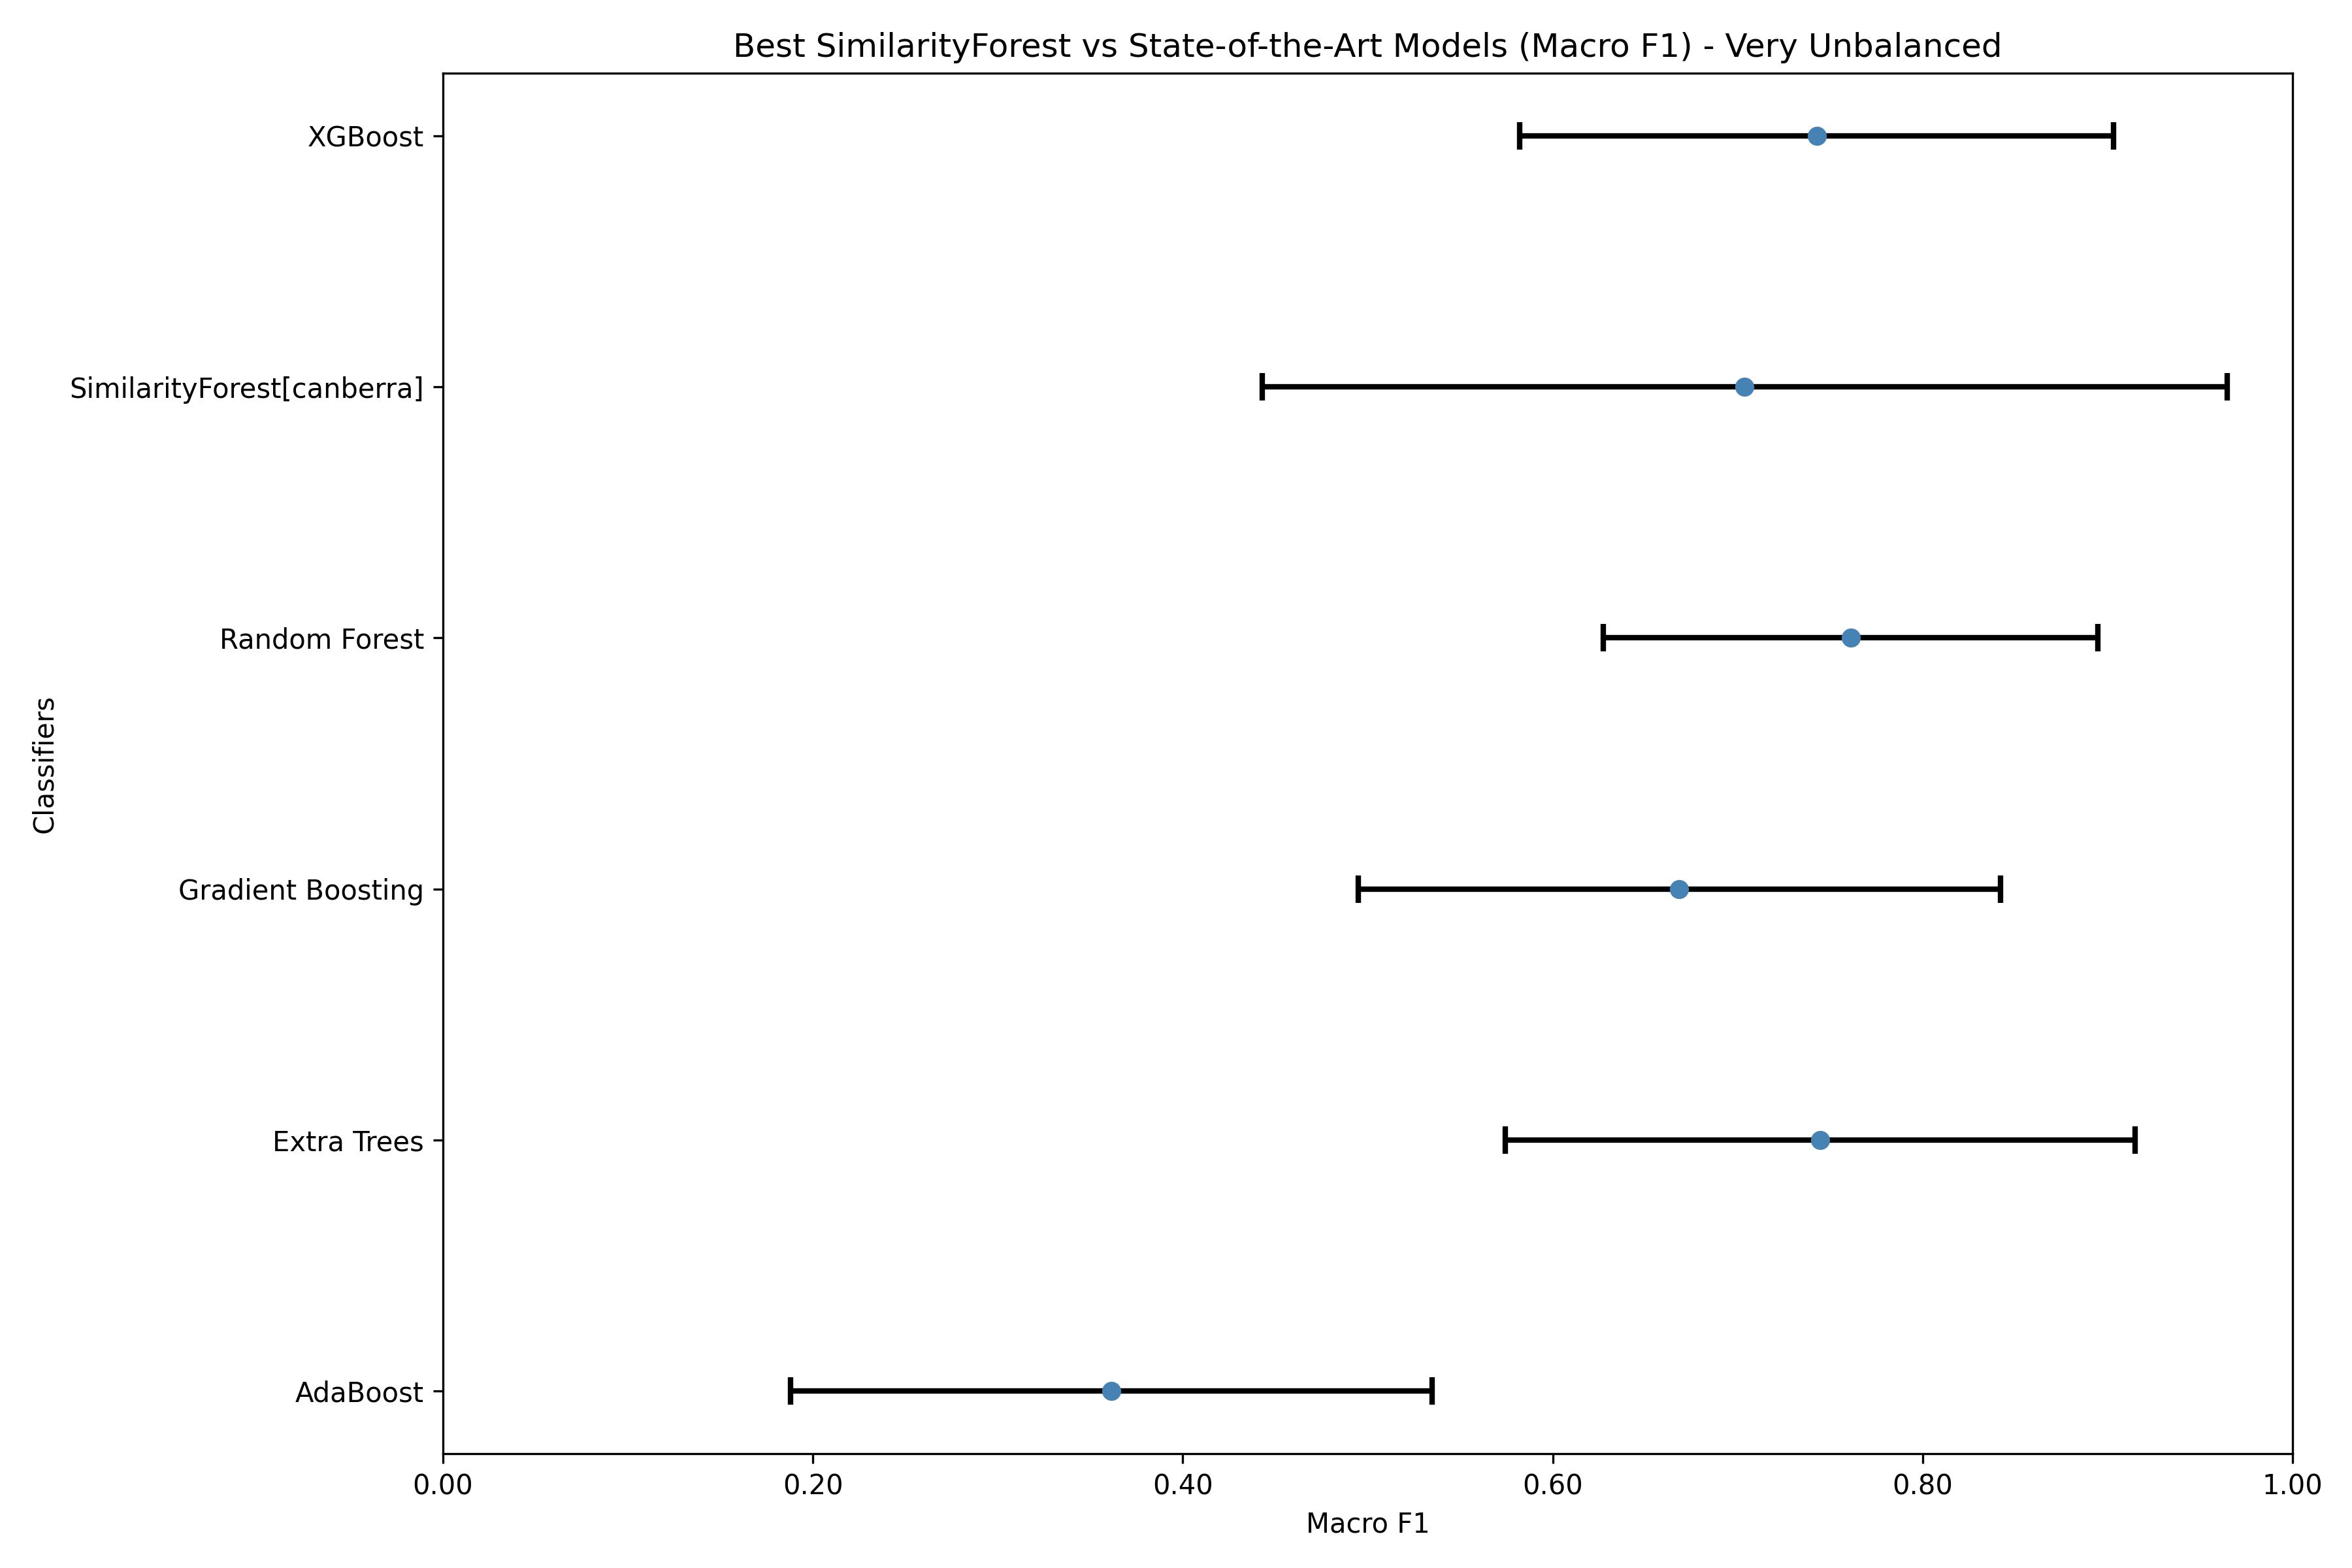 Best SimilarityForest vs State-of-the-Art Models (Macro F1) - Very Unbalanced
XGBoost
SimilarityForest[canberra]
Random Forest
Gradient Boosting
Extra Trees
AdaBoost
Classifiers
0.00 0.20 0.40 0.60 0.80 1.00
Macro F1